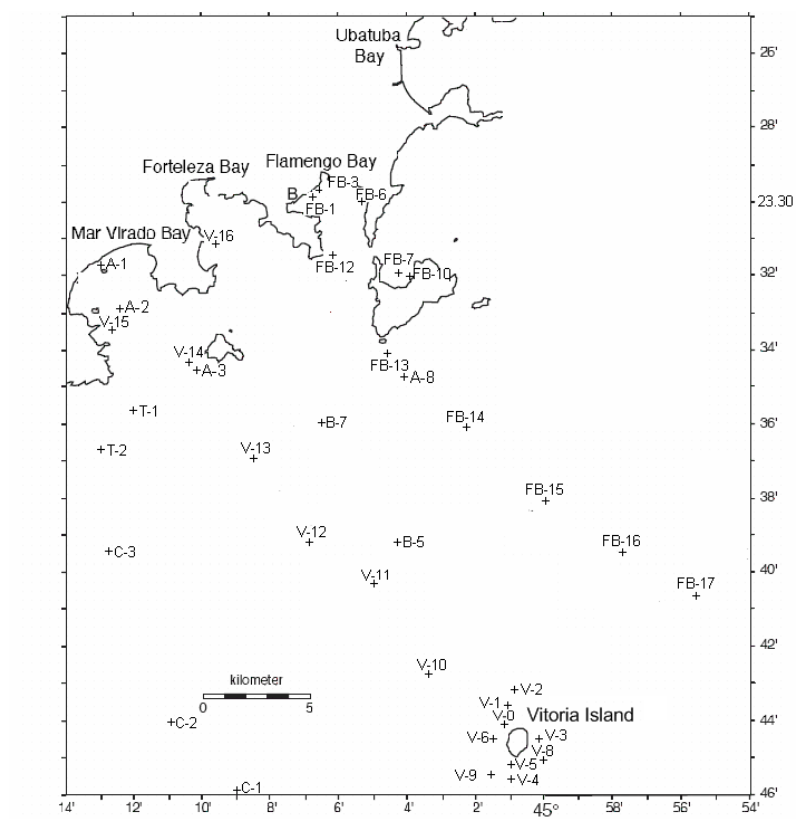 Ubatuba
Bay
26'
28'
Flamengo Bay
Forteleza Bay
FB-3
B
FB-6
23.30
FB-1
Mar Virado Bay
V-16
FB-7
A-1
FB-12
FB-10
32'
A-2
V-15
V-14
34'
A-3
FB-13
A-8
T-1
FB-14
B-7
36'
T-2
V-13
FB-15
38'
V-12
B-5
FB-16
C-3
40'
V-11
FB-17
42'
V-10
kilometer
V-2
0 5
V-1
V-0
Vitoria Island
C-2
44'
V-6
V-3
V-8
V-5
V-9
V-4
C-1
46'
14' 12' 10' 8' 6' 4' 2' 45° 58' 56' 54'